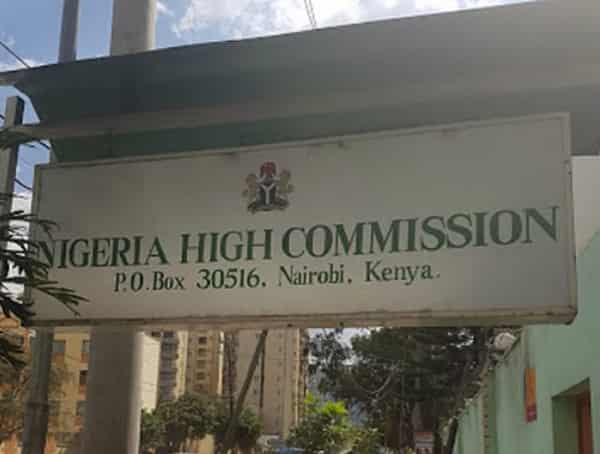 NIGERIA HIGH COMMISSION
P.O.Box 30516, Nairobi, Kenya.